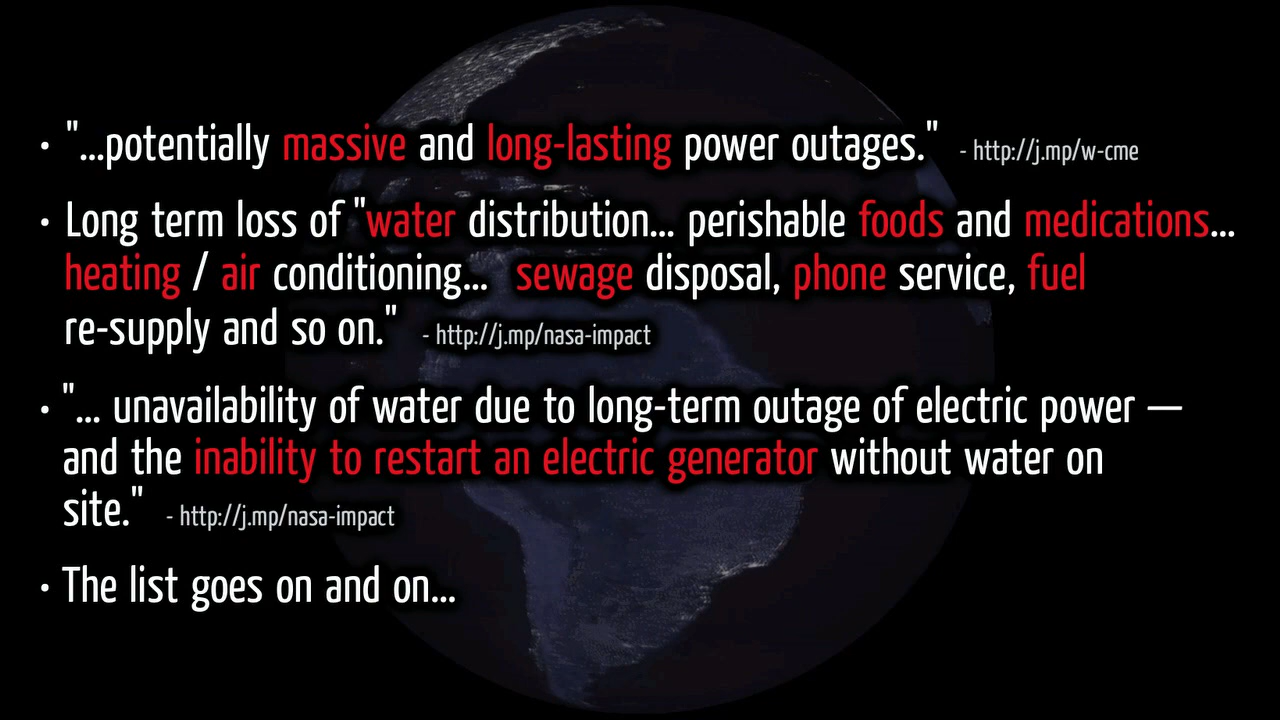 • "...potentially massive and long-lasting power outages." - http://j.mp/w-cme
• Long term loss of "water distribution... perishable foods and medications...
heating / air conditioning... sewage disposal, phone service, fuel
re-supply and so on." - http://j.mp/nasa-impact
• "... unavailability of water due to long-term outage of electric power —
and the inability to restart an electric generator without water on
site." - http://j.mp/nasa-impact
• The list goes on and on...